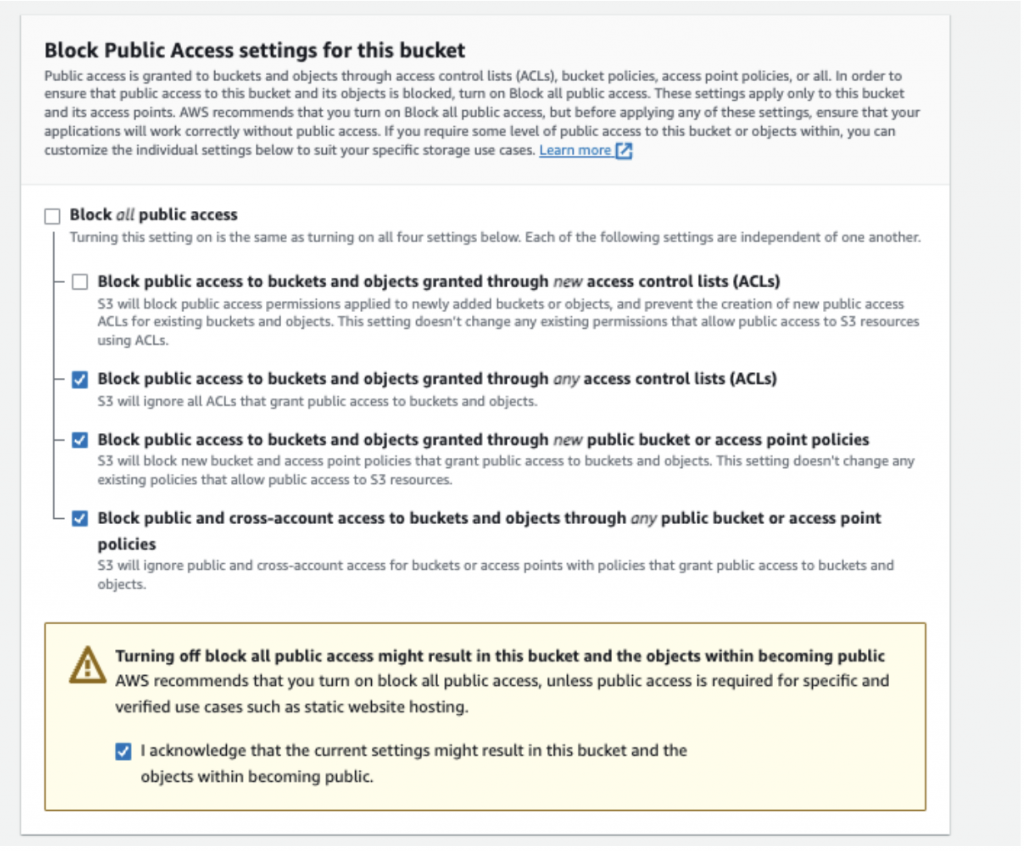 Block Public Access settings for this bucket
Public access is granted to buckets and objects through access control lists (ACLs), bucket policies, access point policies, or all. In order to
ensure that public access to this bucket and its objects is blocked, turn on Block all public access. These settings apply only to this bucket
and its access points. AWS recommends that you turn on Block all public access, but before applying any of these settings, ensure that your
applications will work correctly without public access. If you require some level of public access to this bucket or objects within, you can
customize the individual settings below to suit your specific storage use cases. Learn more
Block all public access
Turning this setting on is the same as turning on all four settings below. Each of the following settings are independent of one another.
Block public access to buckets and objects granted through new access control lists (ACLs)
S3 will block public access permissions applied to newly added buckets or objects, and prevent the creation of new public access
ACLs for existing buckets and objects. This setting doesn't change any existing permissions that allow public access to S3 resources
using ACLs.
Block public access to buckets and objects granted through any access control lists (ACLs)
S3 will ignore all ACLs that grant public access to buckets and objects.
Block public access to buckets and objects granted through new public bucket or access point policies
S3 will block new bucket and access point policies that grant public access to buckets and objects. This setting doesn't change any
existing policies that allow public access to S3 resources.
Block public and cross-account access to buckets and objects through any public bucket or access point
policies
S3 will ignore public and cross-account access for buckets or access points with policies that grant public access to buckets and
objects.
Turning off block all public access might result in this bucket and the objects within becoming public
AWS recommends that you turn on block all public access, unless public access is required for specific and
verified use cases such as static website hosting.
I acknowledge that the current settings might result in this bucket and the
objects within becoming public.